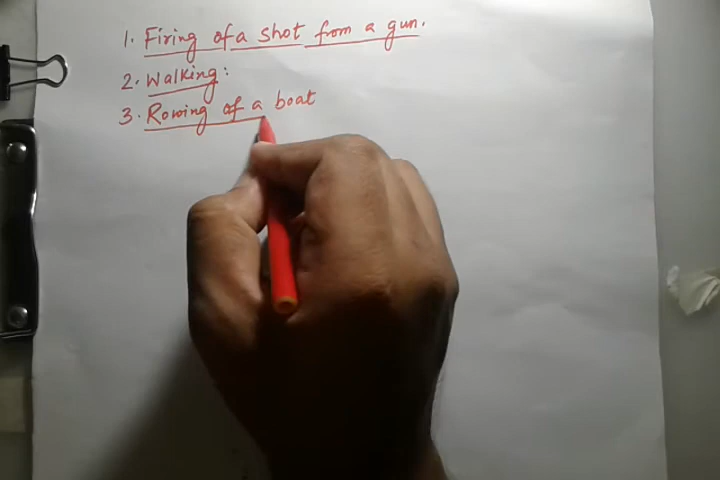 1. Firing of a shot from a gun.
2. Walking:
3. Rowing of a boat